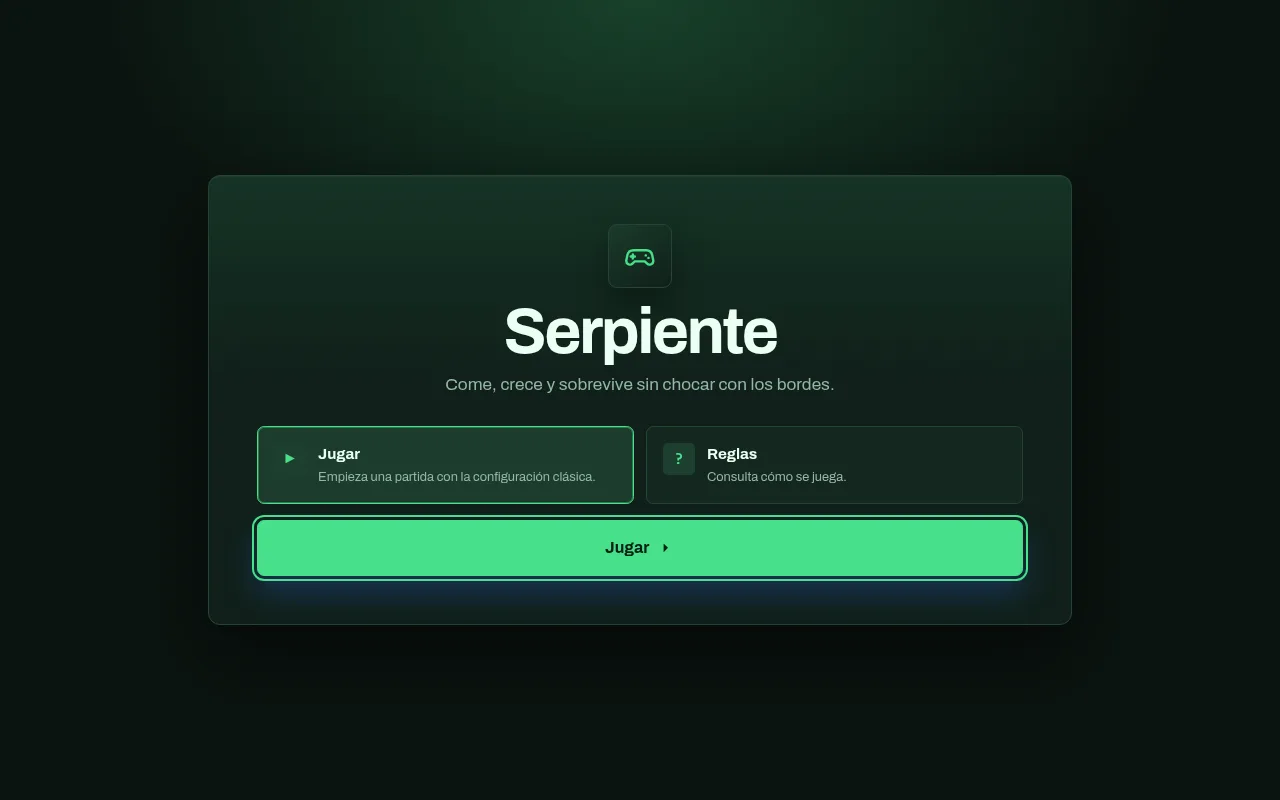 Serpiente
Come, crece y sobrevive sin chocar con los bordes.
Jugar
Empieza una partida con la configuración clásica.
?
Reglas
Consulta cómo se juega.
Jugar